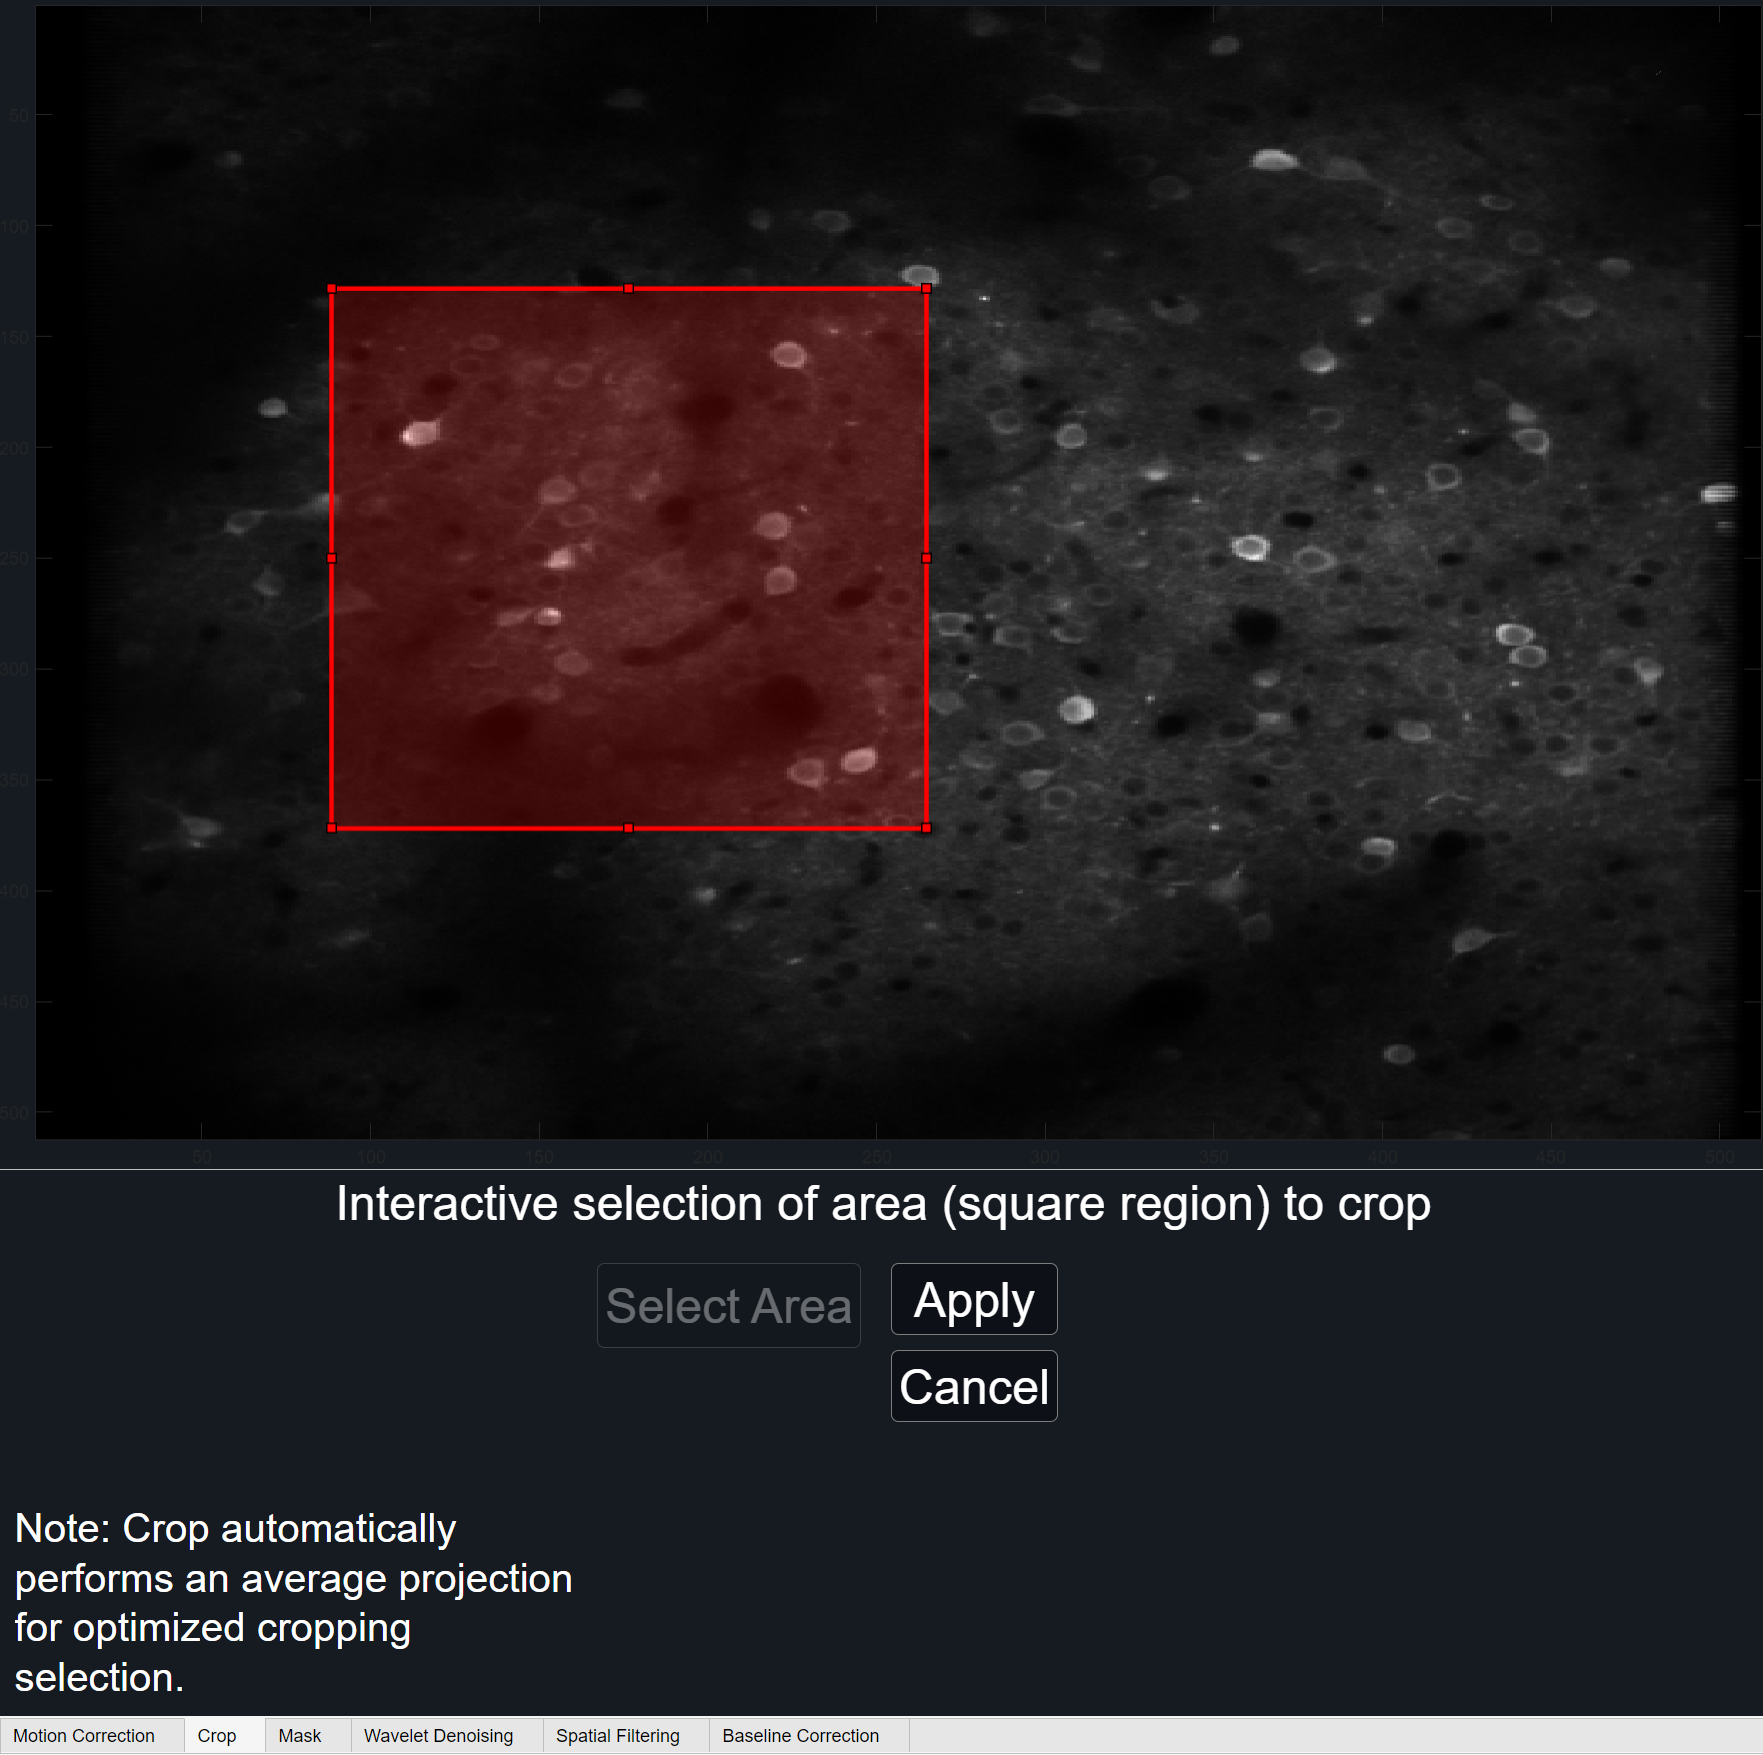 50
100
150
200
250
300
350
400
450
500
50 100 150 200 250 300 350 400 450 500
Interactive selection of area (square region) to crop
Select Area
Apply
Cancel
Note: Crop automatically
performs an average projection
for optimized cropping
selection.
Motion Correction Crop Mask Wavelet Denoising Spatial Filtering Baseline Correction